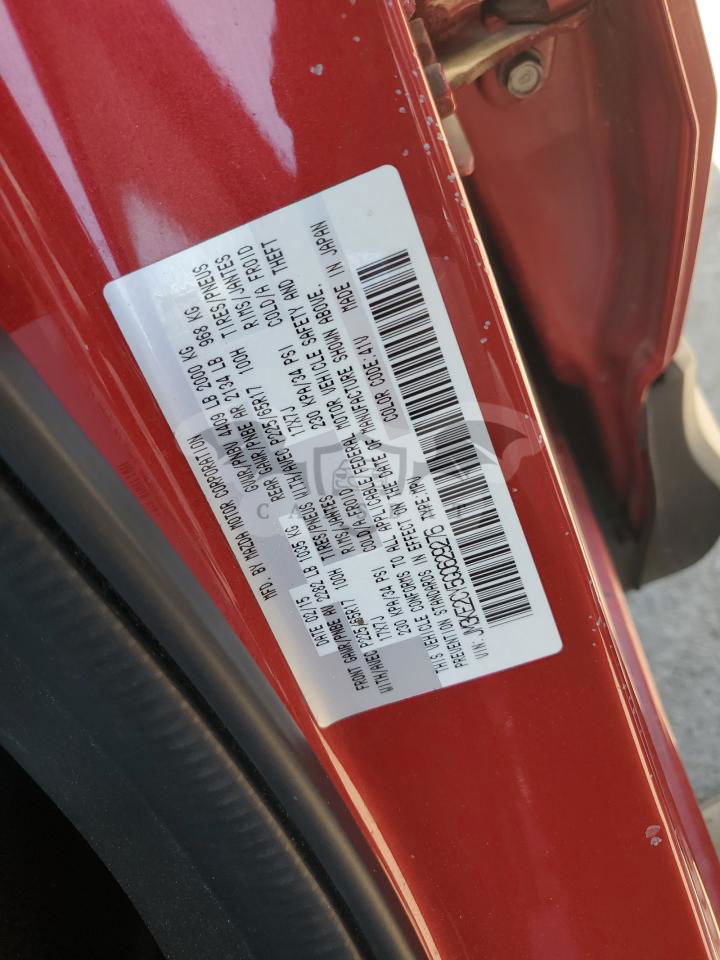 MFD. BY MAZDA MOTOR CORPORATION
DATE 02/15 GVWR/PNBV 4409 LB 2000 KG
FRONT GAWR/PNBE AV 2282 LB 1035 KG REAR GAWR/PNBE AR 2134 LB 968 KG
WITH/AVEC P225/65R17 100H TIRES/PNEUS WITH/AVEC P225/65R17 100H TIRES/PNEUS
17X7J RIMS/JANTES 17X7J RIMS/JANTES
230 KPA/34 PSI COLD/A FROID 230 KPA/34 PSI COLD/A FROID
THIS VEHICLE CONFORMS TO ALL APPLICABLE FEDERAL MOTOR VEHICLE SAFETY AND THEFT
PREVENTION STANDARDS IN EFFECT ON THE DATE OF MANUFACTURE SHOWN ABOVE.
TYPE:MPV COLOR CODE:41V MADE IN JAPAN